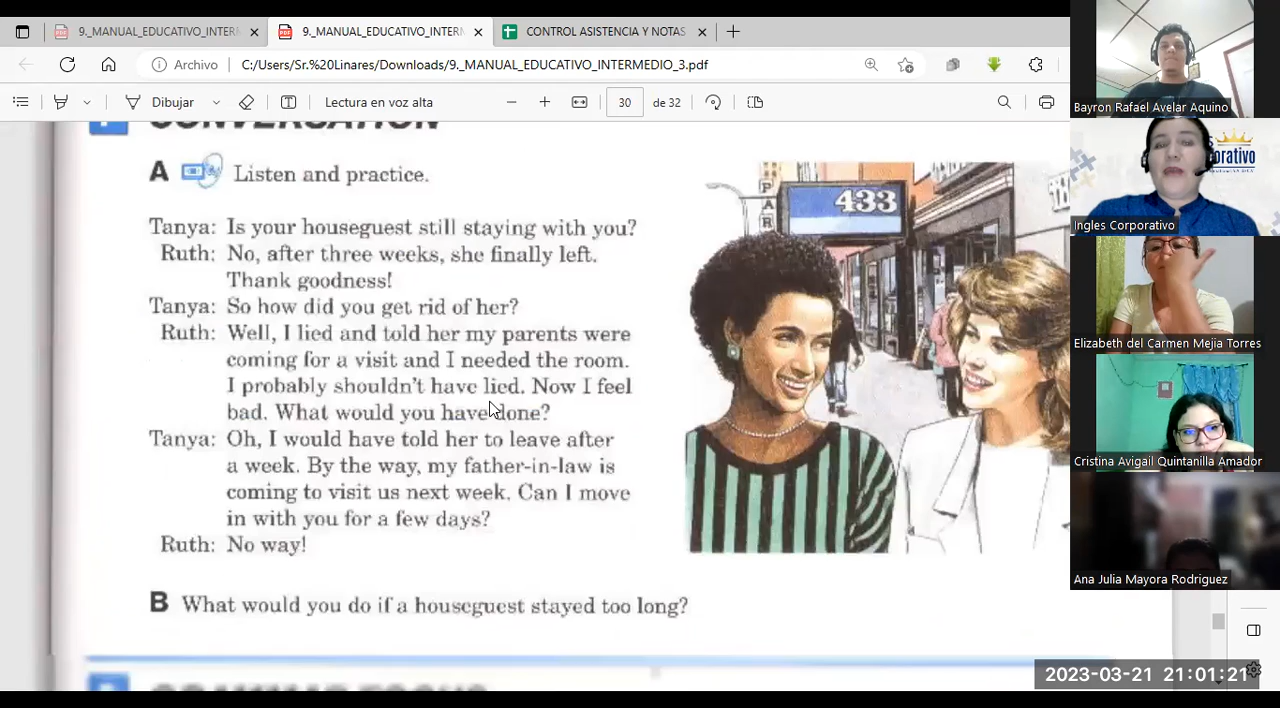 9._MANUAL_EDUCATIVO_INTERM
9._MANUAL_EDUCATIVO_INTERM
CONTROL ASISTENCIA Y NOTAS
Archivo
C:/Users/Sr.%20Linares/Downloads/9._MANUAL_EDUCATIVO_INTERMEDIO_3.pdf
Dibujar
Lectura en voz alta
30
de 32
CONVERSATION
A Listen and practice.
Tanya: Is your houseguest still staying with you?
Ruth: No, after three weeks, she finally left.
Thank goodness!
Tanya: So how did you get rid of her?
Ruth: Well, I lied and told her my parents were
coming for a visit and I needed the room.
I probably shouldn't have lied. Now I feel
bad. What would you have done?
Tanya: Oh, I would have told her to leave after
a week. By the way, my father-in-law is
coming to visit us next week. Can I move
in with you for a few days?
Ruth: No way!
B What would you do if a houseguest stayed too long?
PAR
433
Bayron Rafael Avelar Aquino
orativo
Ingles Corporativo
Elizabeth del Carmen Mejia Torres
Cristina Avigail Quintanilla Amador
Ana Julia Mayora Rodriguez
2023-03-21 21:01:21